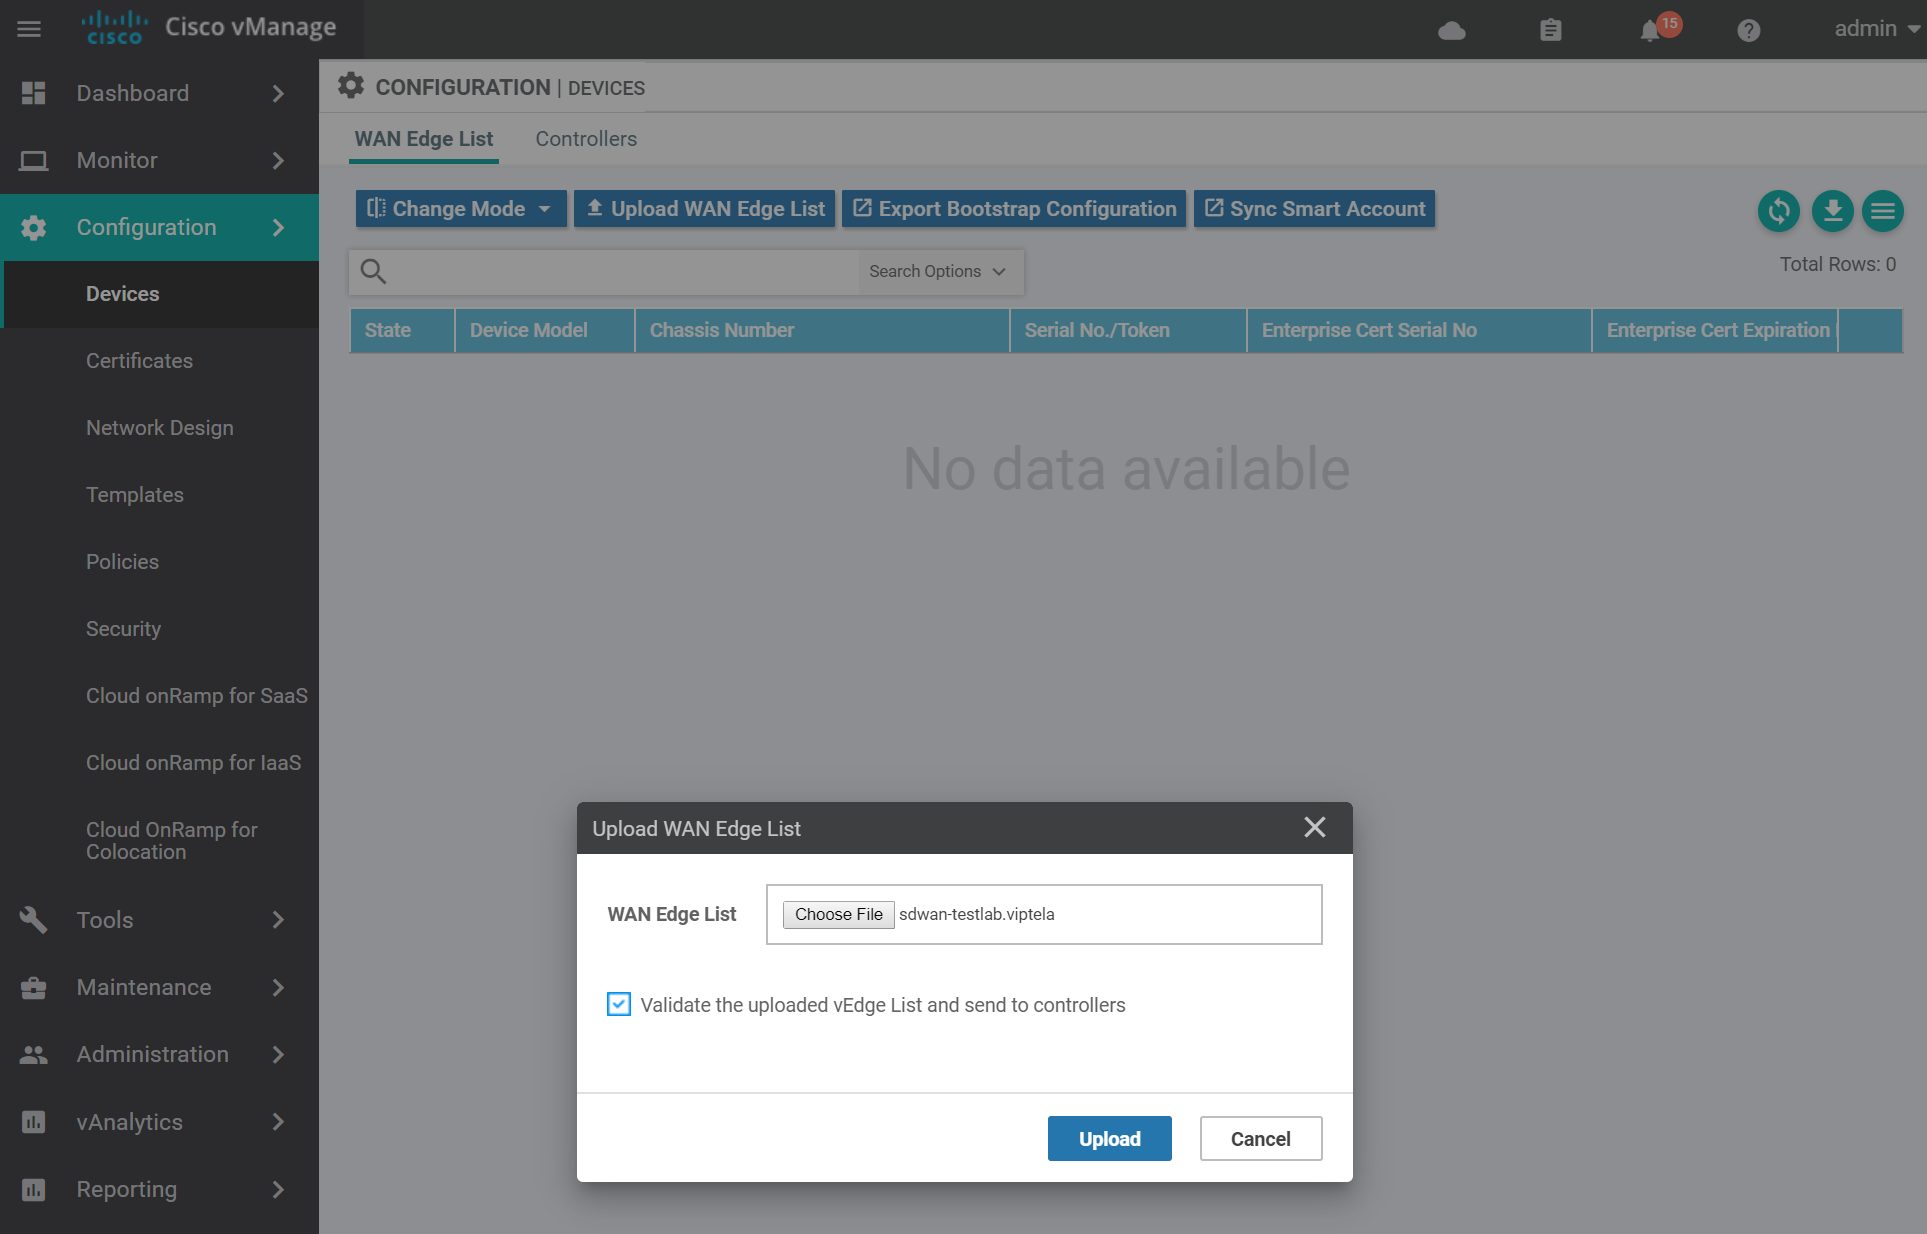 CISCO Cisco vManage
15
admin
Dashboard
Monitor
Configuration
Devices
Certificates
Network Design
Templates
Policies
Security
Cloud onRamp for SaaS
Cloud onRamp for IaaS
Cloud OnRamp for
Colocation
Tools
Maintenance
Administration
vAnalytics
Reporting
CONFIGURATION | DEVICES
WAN Edge List Controllers
Change Mode Upload WAN Edge List Export Bootstrap Configuration Sync Smart Account
Search Options
Total Rows: 0
State Device Model Chassis Number Serial No./Token Enterprise Cert Serial No Enterprise Cert Expiration
No data available
Upload WAN Edge List
WAN Edge List Choose File sdwan-testlab.viptela
Validate the uploaded vEdge List and send to controllers
Upload Cancel